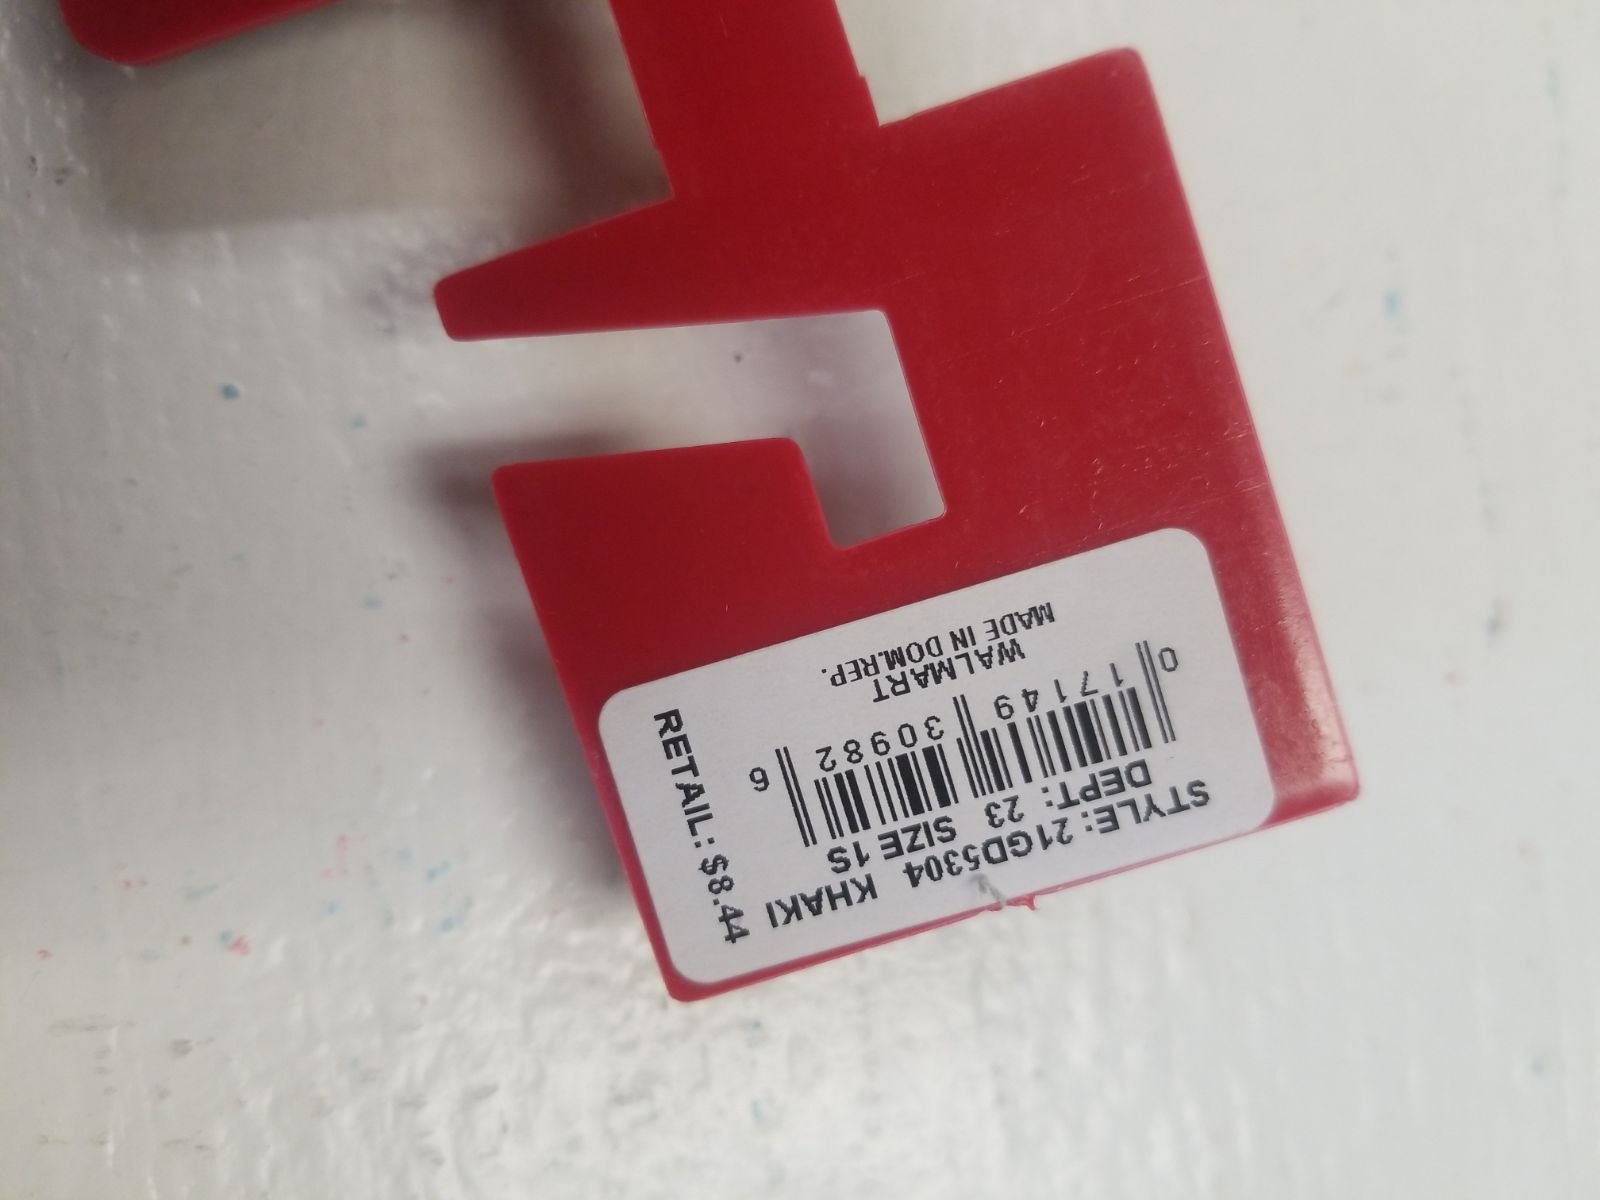 STYLE: 21GD5304 KHAKI
DEPT: 23 SIZE 1S
0 17149 30982 6
WALMART
MADE IN DOM.REP.
RETAIL: $8.44